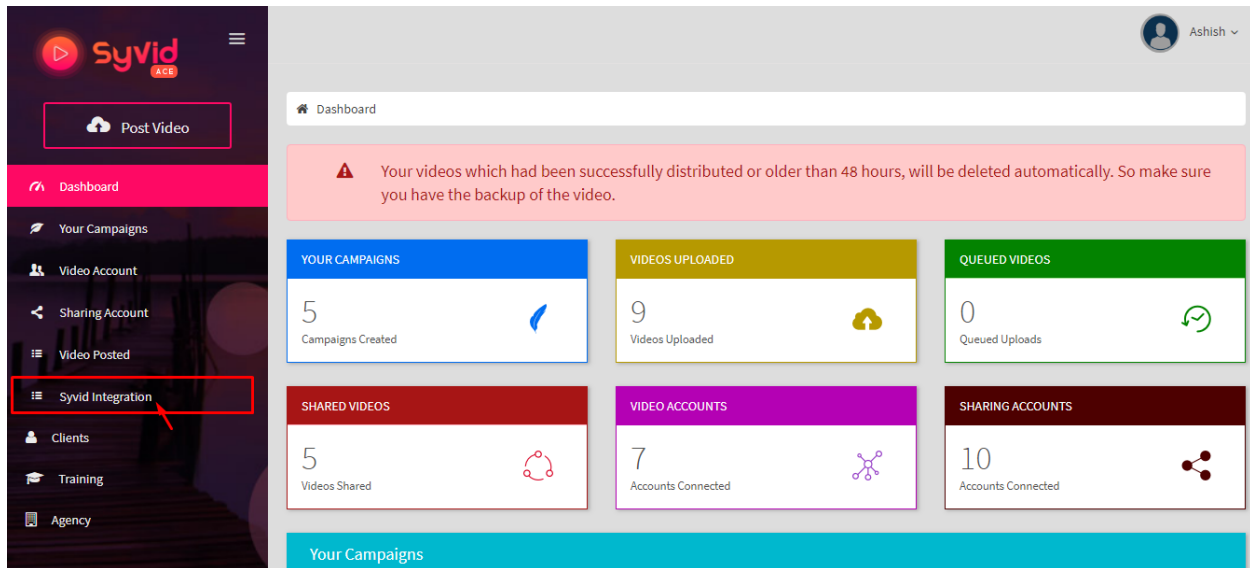 SyVid
ACE
Post Video
Dashboard
Your Campaigns
Video Account
Sharing Account
Video Posted
Syvid Integration
Clients
Training
Agency
Ashish
Dashboard
Your videos which had been successfully distributed or older than 48 hours, will be deleted automatically. So make sure
you have the backup of the video.
YOUR CAMPAIGNS
5
Campaigns Created
VIDEOS UPLOADED
9
Videos Uploaded
QUEUED VIDEOS
0
Queued Uploads
SHARED VIDEOS
5
Videos Shared
VIDEO ACCOUNTS
7
Accounts Connected
SHARING ACCOUNTS
10
Accounts Connected
Your Campaigns